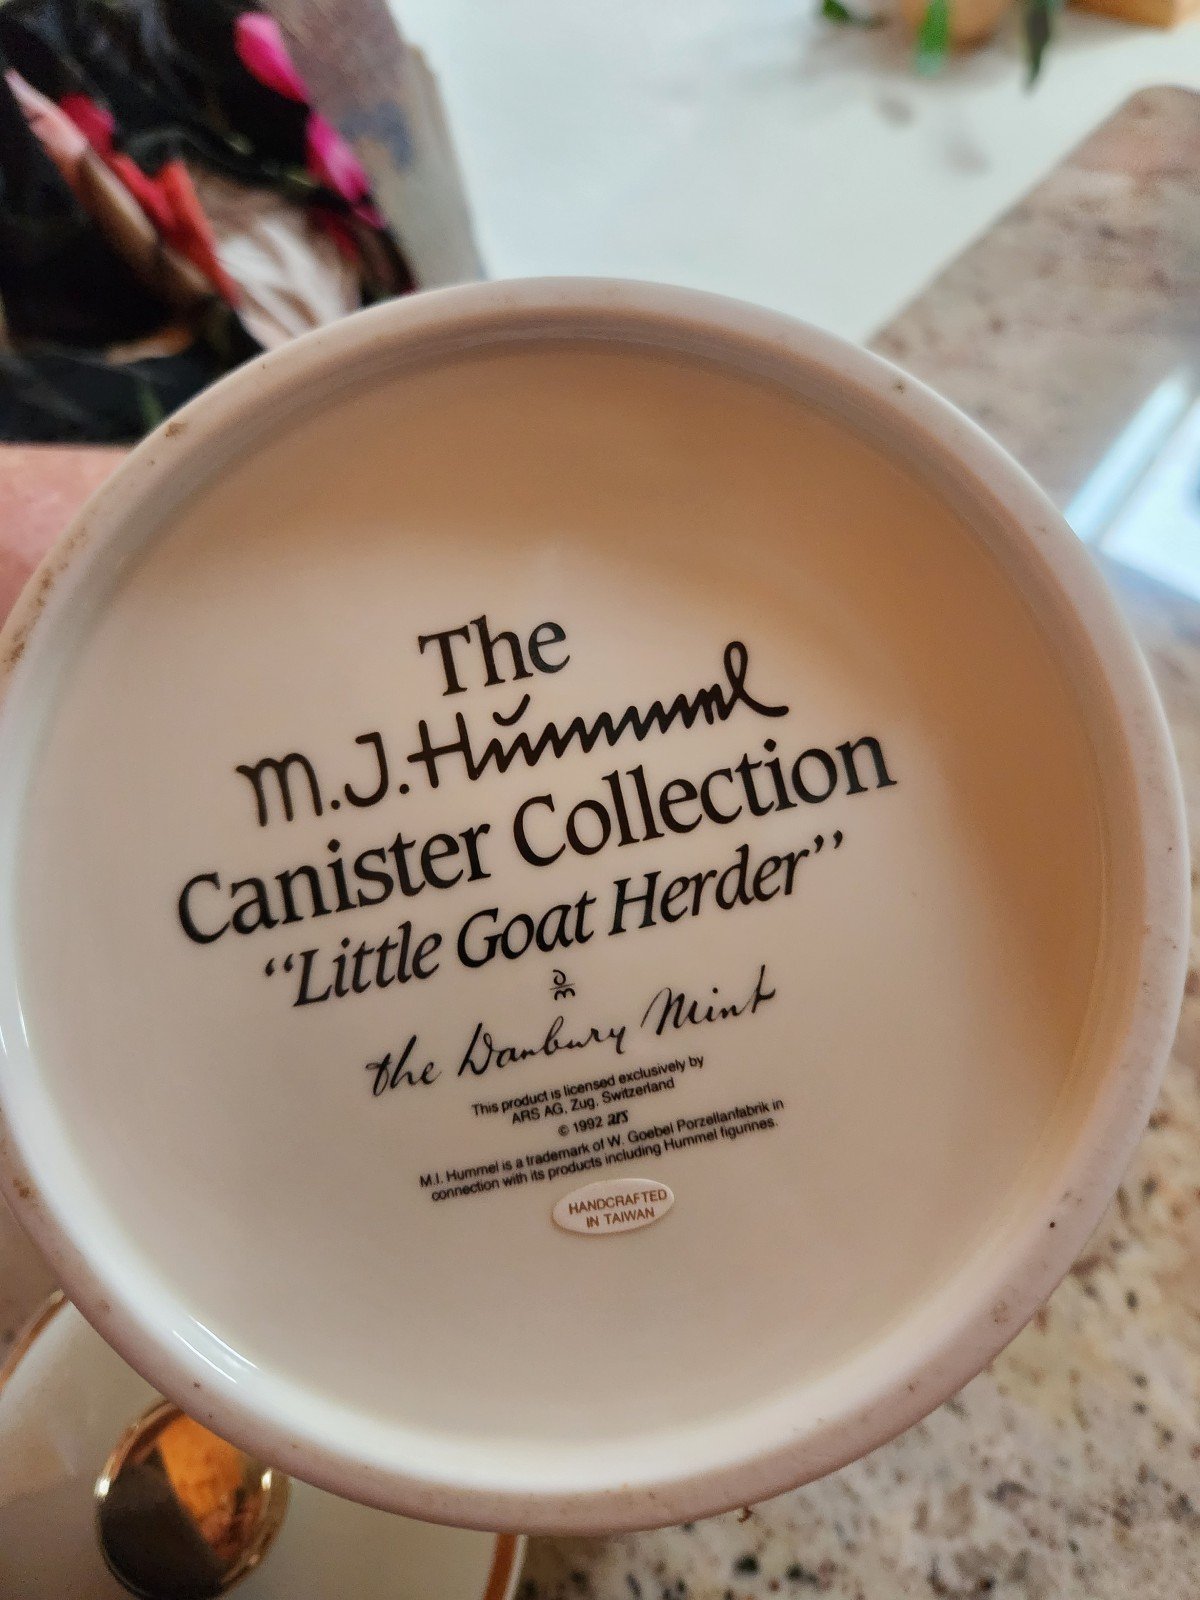 The
M.J. Hummel
Canister Collection
“Little Goat Herder”
DM
the Danbury Mint
This product is licensed exclusively by
ARS AG, Zug, Switzerland
© 1992 ars
M.I. Hummel is a trademark of W. Goebel Porzellanfabrik in
connection with its products including Hummel figurines.
HANDCRAFTED
IN TAIWAN